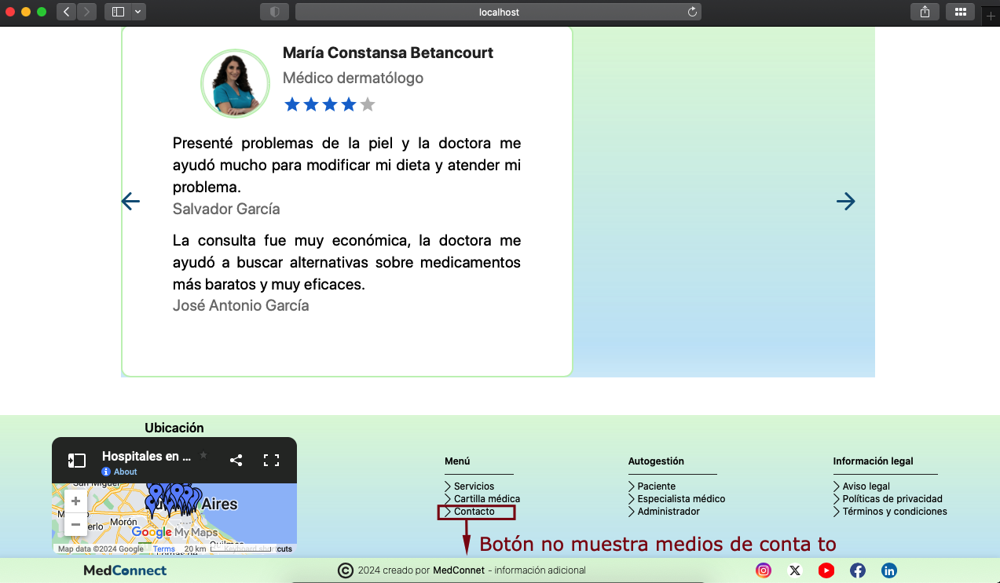 localhost
María Constansa Betancourt
Médico dermatólogo
Presenté problemas de la piel y la doctora me
ayudó mucho para modificar mi dieta y atender mi
problema.
Salvador García
La consulta fue muy económica, la doctora me
ayudó a buscar alternativas sobre medicamentos
más baratos y muy eficaces.
José Antonio García
Ubicación
Hospitales en ...
About
Aires
Morón
Google My Maps
Map data ©2024 Google Terms 20 km Keyboard shortcuts
Menú
Servicios
Cartilla médica
Contacto
Autogestión
Paciente
Especialista médico
Administrador
Información legal
Aviso legal
Políticas de privacidad
Términos y condiciones
Botón no muestra medios de conta to
MedConnect
© 2024 creado por MedConnet - información adicional